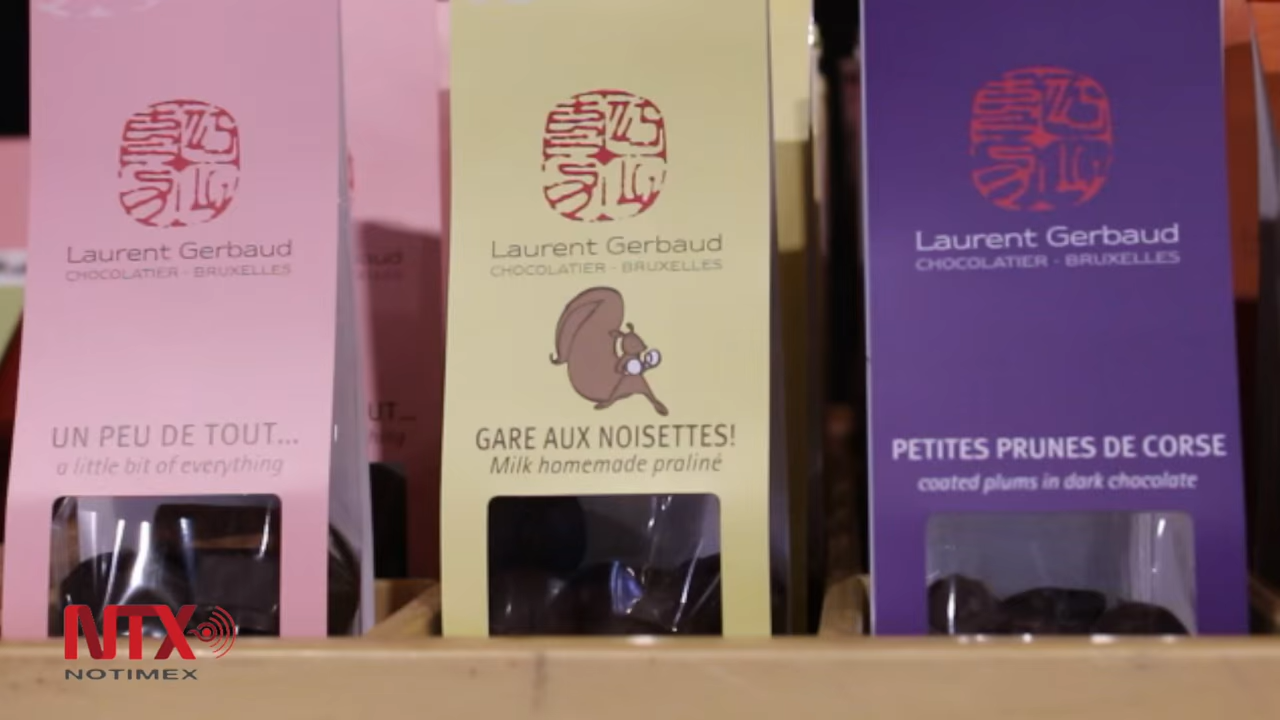 Laurent Gerbaud
CHOCOLATIER - BRUXELLES
UN PEU DE TOUT...
a little bit of everything
Laurent Gerbaud
CHOCOLATIER - BRUXELLES
GARE AUX NOISETTES!
Milk homemade praliné
Laurent Gerbaud
CHOCOLATIER - BRUXELLES
PETITES PRUNES DE CORSE
coated plums in dark chocolate
NTX
NOTIMEX